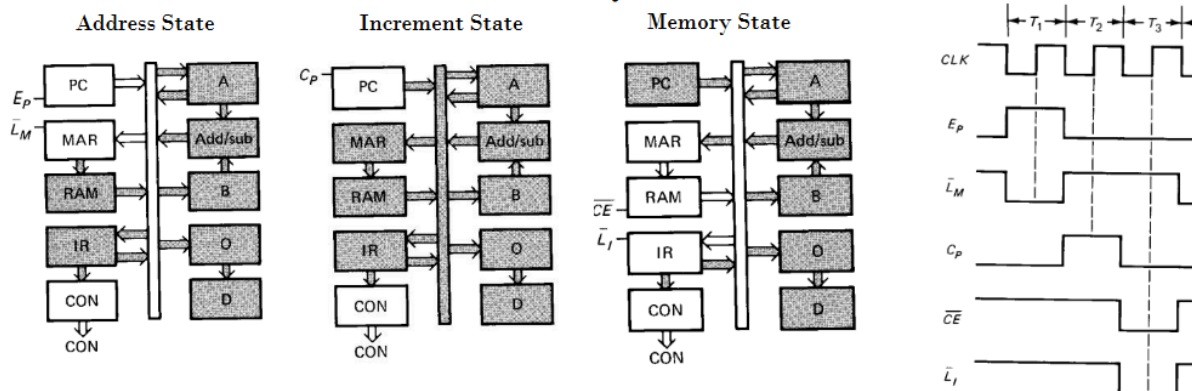 Address State
PC
E_P
L̅_M
MAR
RAM
IR
CON
CON
A
Add/sub
B
O
D
Increment State
C_P
PC
MAR
RAM
IR
CON
CON
A
Add/sub
B
O
D
Memory State
PC
MAR
RAM
C̅E̅
L̅_I
IR
CON
CON
A
Add/sub
B
O
D
T₁ T₂ T₃
CLK
E_P
L̅_M
C_P
C̅E̅
L̅_I